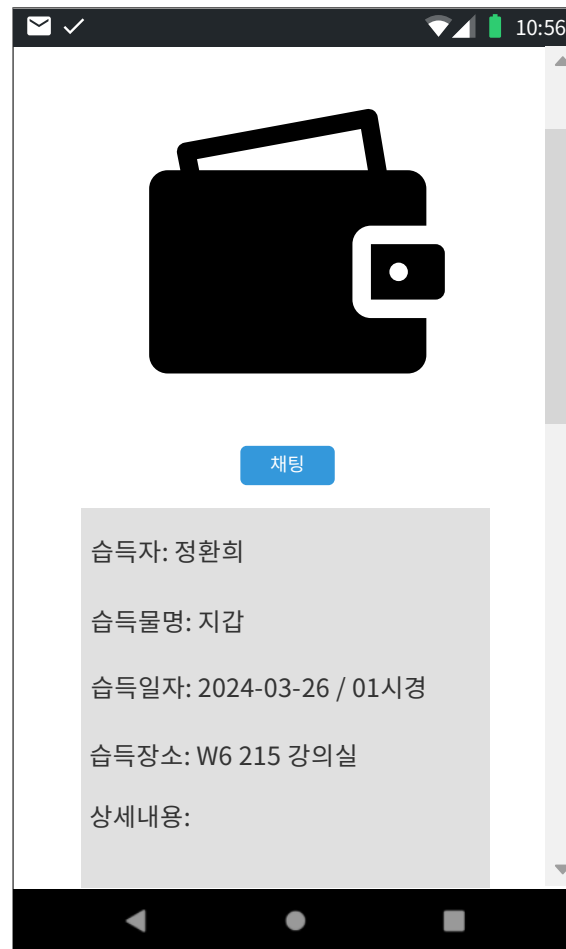 10:56
채팅
습득자: 정환희
습득물명: 지갑
습득일자: 2024-03-26 / 01시경
습득장소: W6 215 강의실
상세내용: